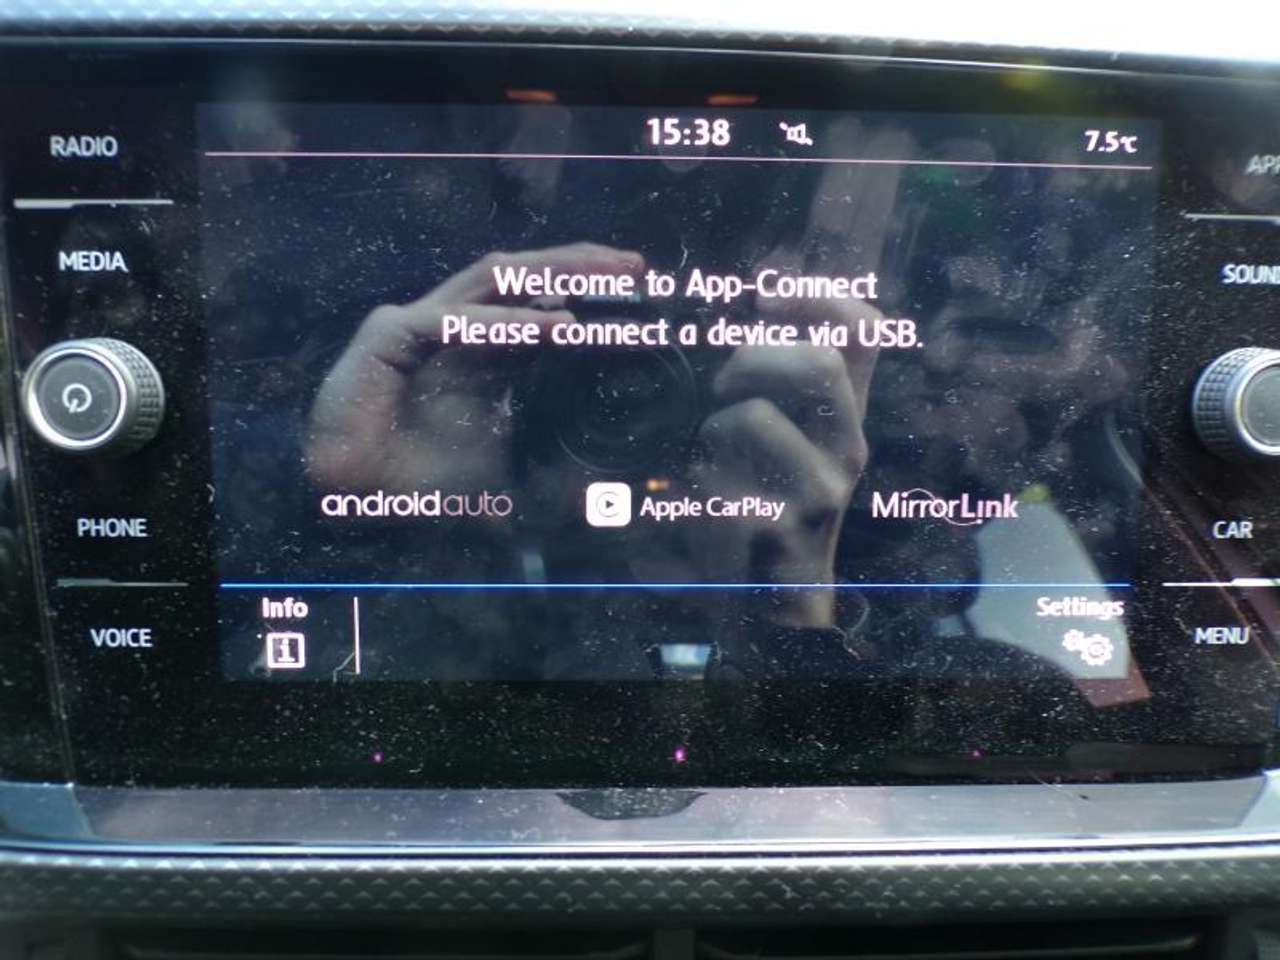 RADIO
MEDIA
PHONE
VOICE
15:38
7.5°C
Welcome to App-Connect
Please connect a device via USB.
androidauto
Apple CarPlay
MirrorLink
Info
Settings
CAR
MENU